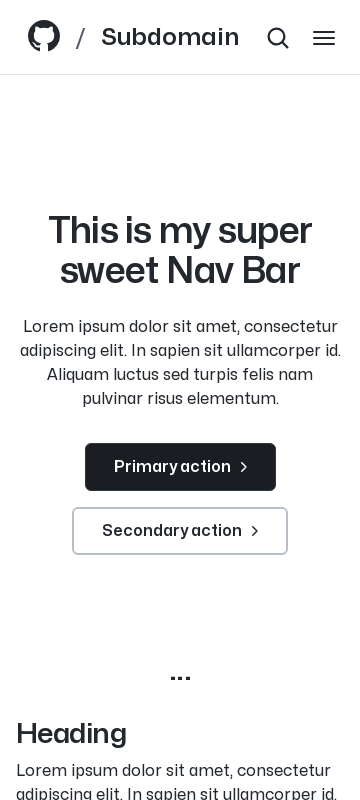 / Subdomain
This is my super
sweet Nav Bar
Lorem ipsum dolor sit amet, consectetur
adipiscing elit. In sapien sit ullamcorper id.
Aliquam luctus sed turpis felis nam
pulvinar risus elementum.
Primary action
Secondary action
...
Heading
Lorem ipsum dolor sit amet, consectetur
adipiscing elit. In sapien sit ullamcorper id.